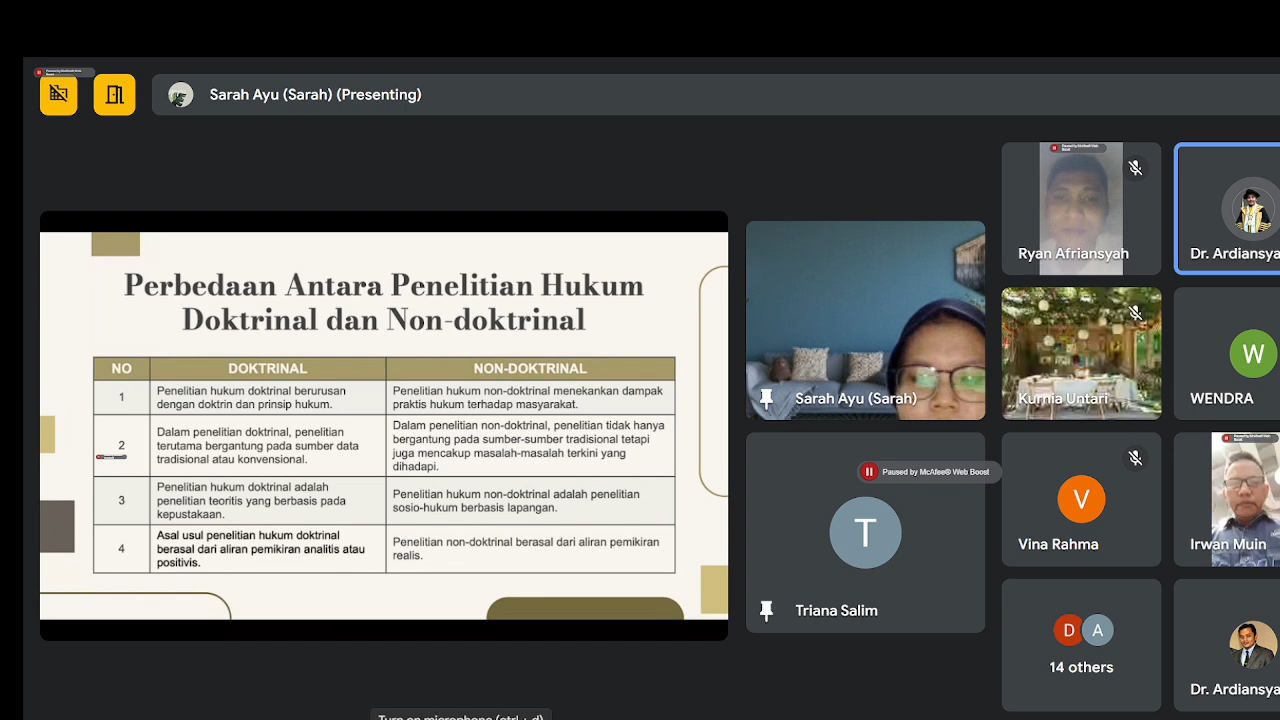 Sarah Ayu (Sarah) (Presenting)
Perbedaan Antara Penelitian Hukum
Doktrinal dan Non-doktrinal
NO
DOKTRINAL
NON-DOKTRINAL
1
Penelitian hukum doktrinal berurusan
dengan doktrin dan prinsip hukum.
Penelitian hukum non-doktrinal menekankan dampak
praktis hukum terhadap masyarakat.
2
Dalam penelitian doktrinal, penelitian
terutama bergantung pada sumber data
tradisional atau konvensional.
Dalam penelitian non-doktrinal, penelitian tidak hanya
bergantung pada sumber-sumber tradisional tetapi
juga mencakup masalah-masalah terkini yang
dihadapi.
3
Penelitian hukum doktrinal adalah
penelitian teoritis yang berbasis pada
kepustakaan.
Penelitian hukum non-doktrinal adalah penelitian
sosio-hukum berbasis lapangan.
4
Asal usul penelitian hukum doktrinal
berasal dari aliran pemikiran analitis atau
positivis.
Penelitian non-doktrinal berasal dari aliran pemikiran
realis.
Sarah Ayu (Sarah)
Paused by McAfee® Web Boost
T
Triana Salim
Ryan Afriansyah
Dr. Ardiansya
Kurnia Untari
W
WENDRA
V
Vina Rahma
Irwan Muin
D
A
14 others
Dr. Ardiansya
Turn on microphone (ctrl + d)